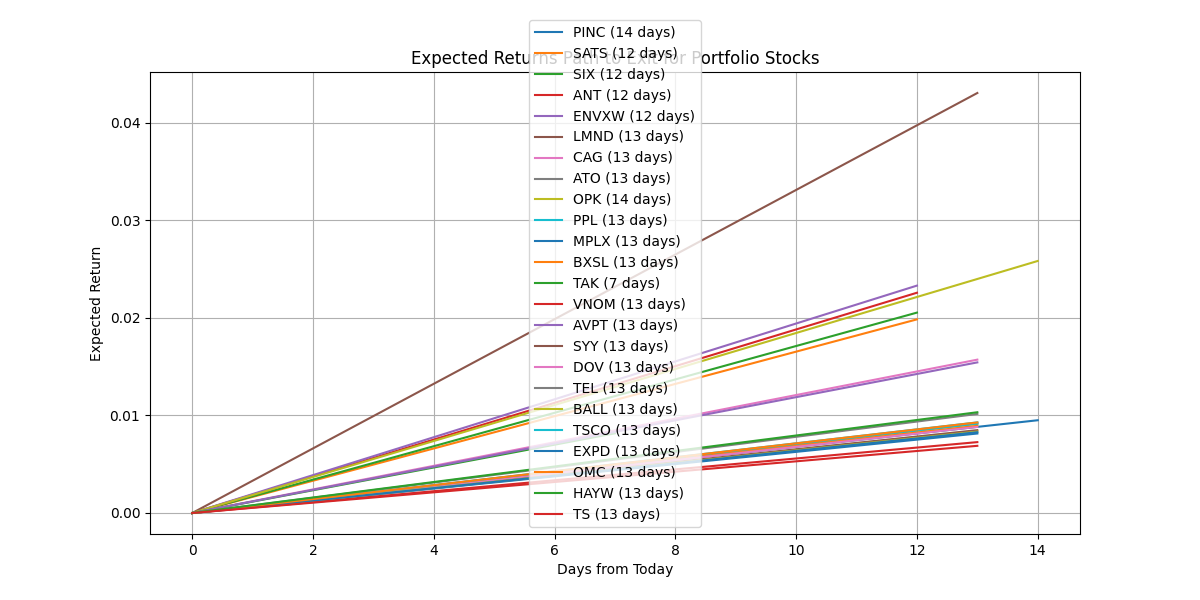 Expected Returns Path to Exit for Portfolio Stocks
PINC (14 days)
SATS (12 days)
SIX (12 days)
ANT (12 days)
ENVXW (12 days)
LMND (13 days)
CAG (13 days)
ATO (13 days)
OPK (14 days)
PPL (13 days)
MPLX (13 days)
BXSL (13 days)
TAK (7 days)
VNOM (13 days)
AVPT (13 days)
SYY (13 days)
DOV (13 days)
TEL (13 days)
BALL (13 days)
TSCO (13 days)
EXPD (13 days)
OMC (13 days)
HAYW (13 days)
TS (13 days)
Expected Return
0.04
0.03
0.02
0.01
0.00
0 2 4 6 8 10 12 14
Days from Today